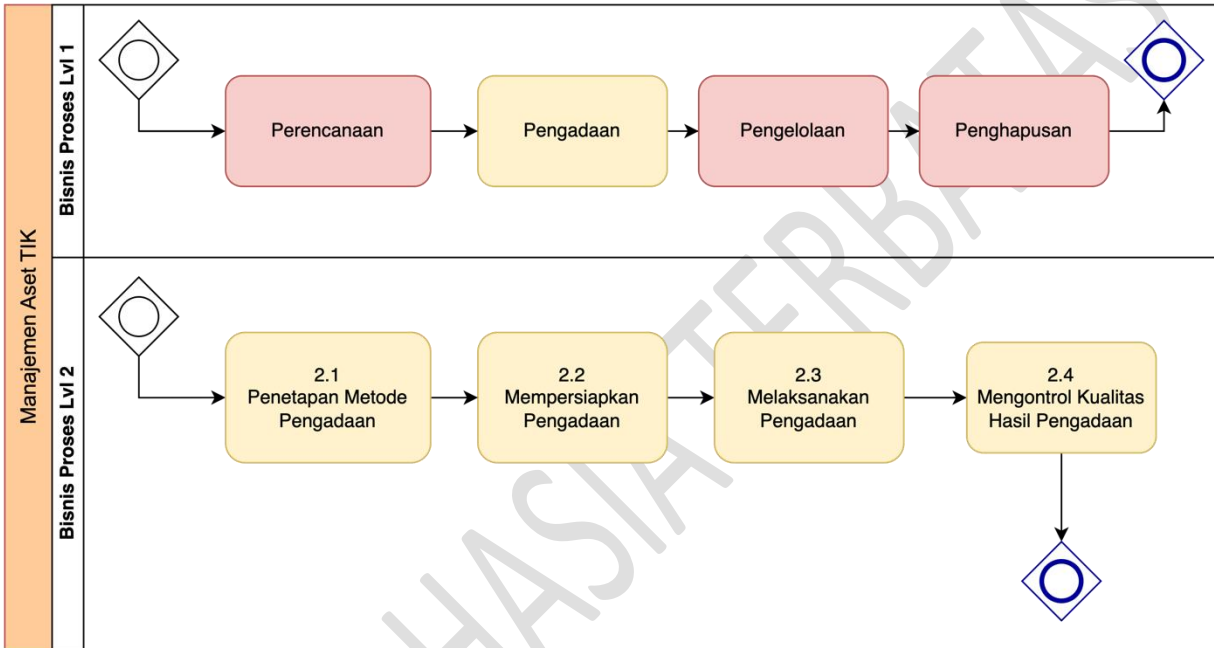 Manajemen Aset TIK
Bisnis Proses Lvl 1
Perencanaan
Pengadaan
Pengelolaan
Penghapusan
Bisnis Proses Lvl 2
2.1
Penetapan Metode
Pengadaan
2.2
Mempersiapkan
Pengadaan
2.3
Melaksanakan
Pengadaan
2.4
Mengontrol Kualitas
Hasil Pengadaan
HASIA TERBATAS